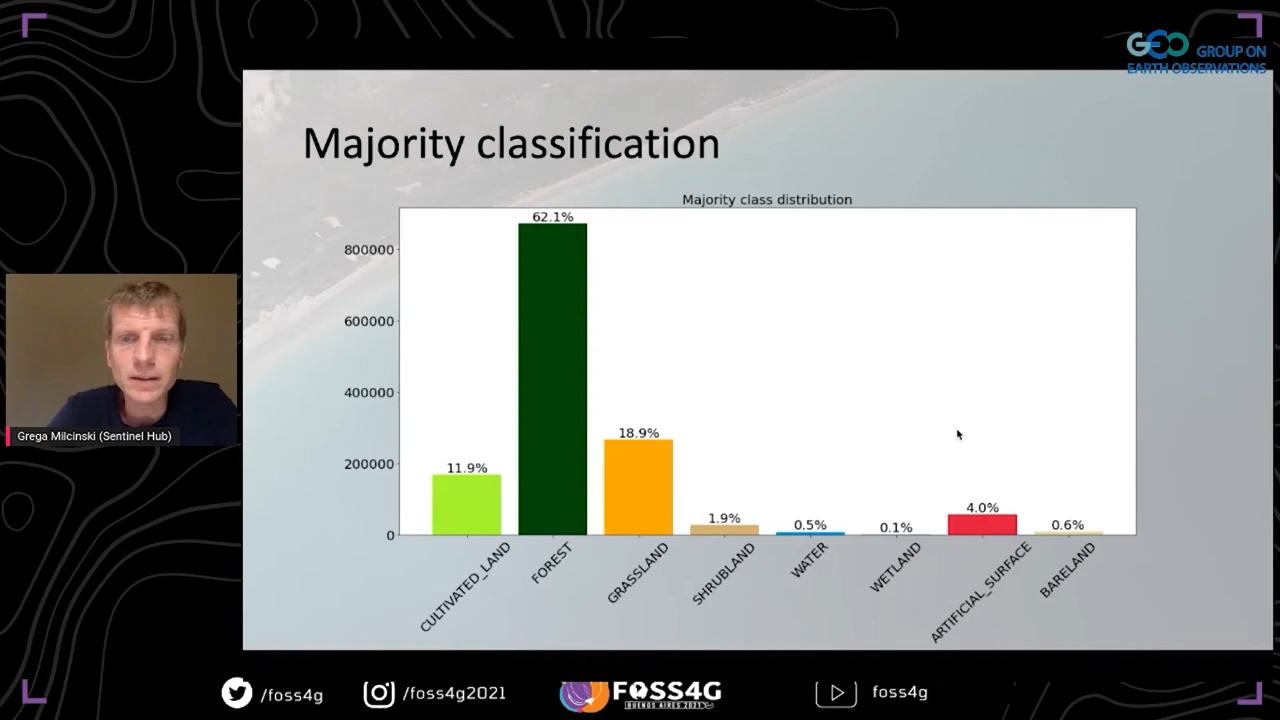 GEO GROUP ON
EARTH OBSERVATIONS
Majority classification
Majority class distribution
62.1%
800000
600000
400000
18.9%
11.9%
200000
4.0%
1.9%
0.5%
0.1%
0.6%
0
CULTIVATED_LAND
FOREST
GRASSLAND
SHRUBLAND
WATER
WETLAND
ARTIFICIAL_SURFACE
BARELAND
Grega Milcinski (Sentinel Hub)
/foss4g
/foss4g2021
FOSS4G
BUENOS AIRES 2021
foss4g